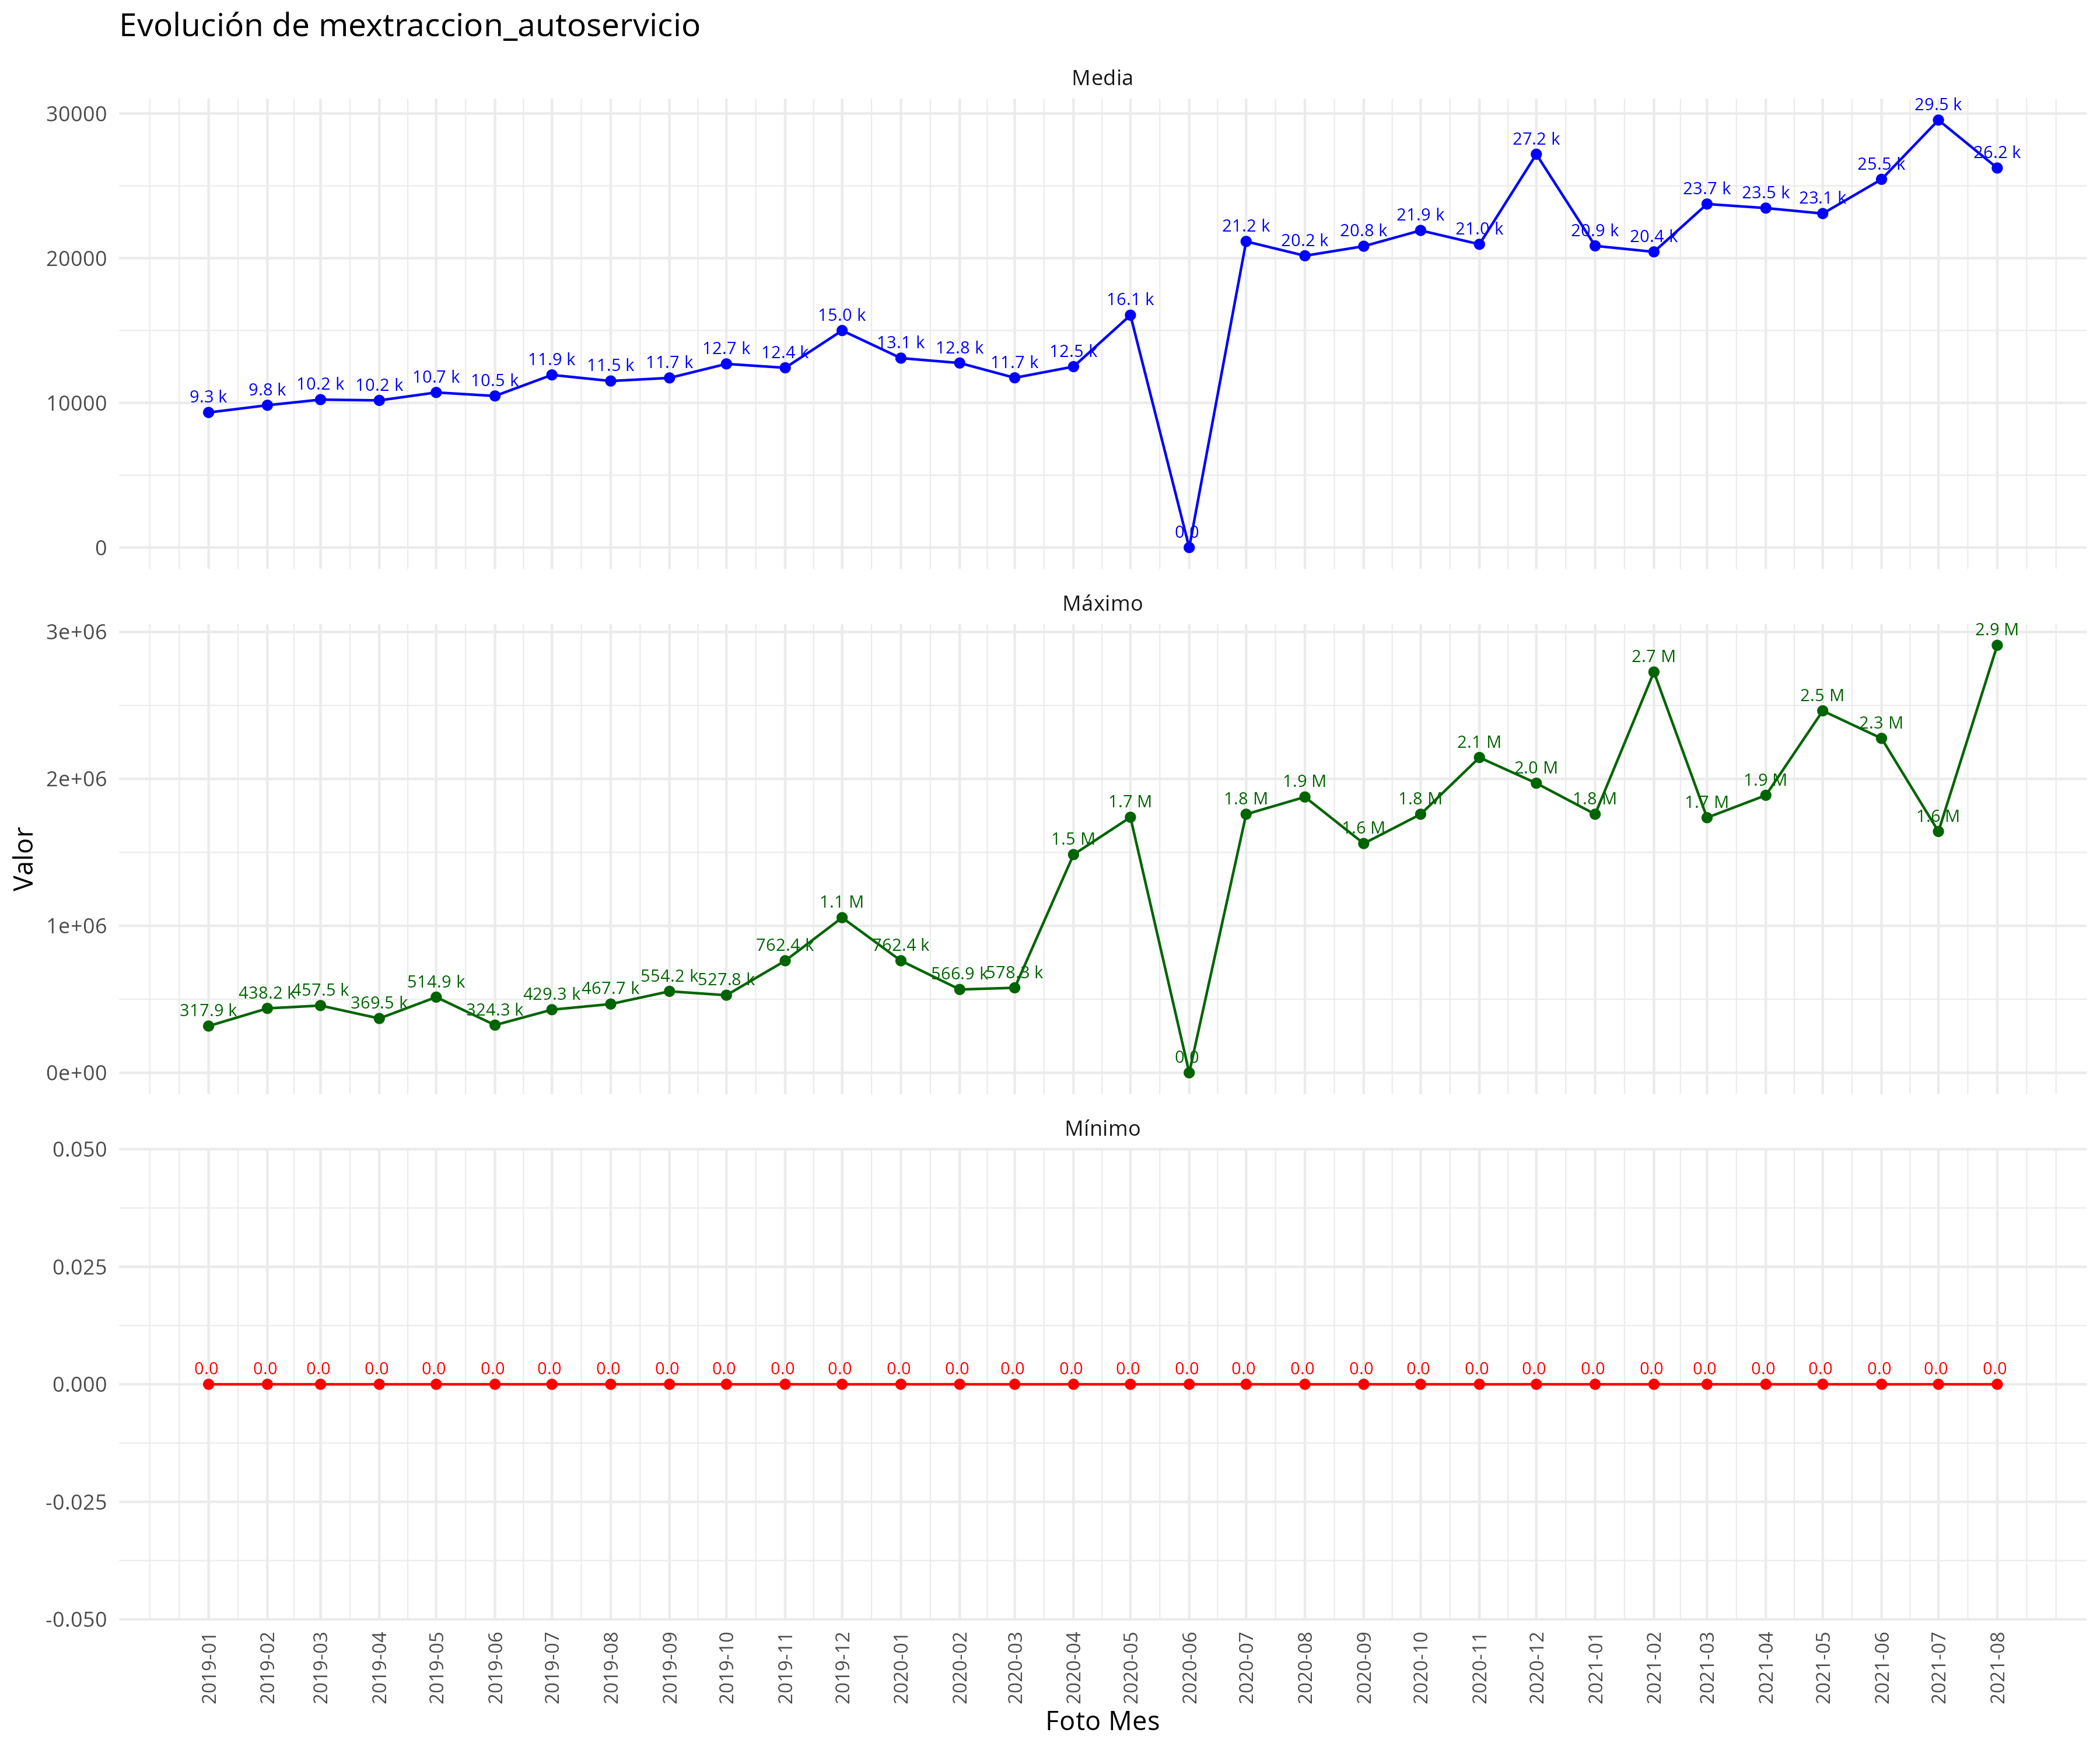 Evolución de mextraccion_autoservicio
Media
30000
20000
10000
0
9.3 k 9.8 k 10.2 k 10.2 k 10.7 k 10.5 k 11.9 k 11.5 k 11.7 k 12.7 k 12.4 k 15.0 k 13.1 k 12.8 k 11.7 k 12.5 k 16.1 k 0.0 21.2 k 20.2 k 20.8 k 21.9 k 21.0 k 27.2 k 20.9 k 20.4 k 23.7 k 23.5 k 23.1 k 25.5 k 29.5 k 26.2 k
Máximo
Valor
3e+06
2e+06
1e+06
0e+00
317.9 k 438.2 k 457.5 k 369.5 k 514.9 k 324.3 k 429.3 k 467.7 k 554.2 k 527.8 k 762.4 k 1.1 M 762.4 k 566.9 k 578.3 k 1.5 M 1.7 M 0.0 1.8 M 1.9 M 1.6 M 1.8 M 2.1 M 2.0 M 1.8 M 2.7 M 1.7 M 1.9 M 2.5 M 2.3 M 1.6 M 2.9 M
Mínimo
0.050
0.025
0.000
-0.025
-0.050
0.0 0.0 0.0 0.0 0.0 0.0 0.0 0.0 0.0 0.0 0.0 0.0 0.0 0.0 0.0 0.0 0.0 0.0 0.0 0.0 0.0 0.0 0.0 0.0 0.0 0.0 0.0 0.0 0.0 0.0 0.0 0.0
2019-01 2019-02 2019-03 2019-04 2019-05 2019-06 2019-07 2019-08 2019-09 2019-10 2019-11 2019-12 2020-01 2020-02 2020-03 2020-04 2020-05 2020-06 2020-07 2020-08 2020-09 2020-10 2020-11 2020-12 2021-01 2021-02 2021-03 2021-04 2021-05 2021-06 2021-07 2021-08
Foto Mes